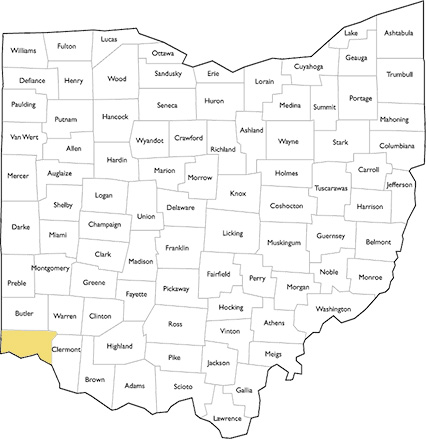 Williams
Fulton
Lucas
Ottawa
Lake
Ashtabula
Geauga
Cuyahoga
Defiance
Henry
Wood
Sandusky
Erie
Lorain
Trumbull
Paulding
Putnam
Hancock
Seneca
Huron
Medina
Summit
Portage
Mahoning
Van Wert
Allen
Wyandot
Crawford
Richland
Ashland
Wayne
Stark
Columbiana
Mercer
Auglaize
Hardin
Marion
Morrow
Holmes
Tuscarawas
Carroll
Jefferson
Shelby
Logan
Union
Delaware
Knox
Coshocton
Harrison
Darke
Miami
Champaign
Clark
Madison
Franklin
Licking
Muskingum
Guernsey
Belmont
Preble
Montgomery
Greene
Fayette
Pickaway
Fairfield
Perry
Morgan
Noble
Monroe
Butler
Warren
Clinton
Ross
Hocking
Vinton
Athens
Washington
Clermont
Highland
Pike
Jackson
Meigs
Brown
Adams
Scioto
Gallia
Lawrence